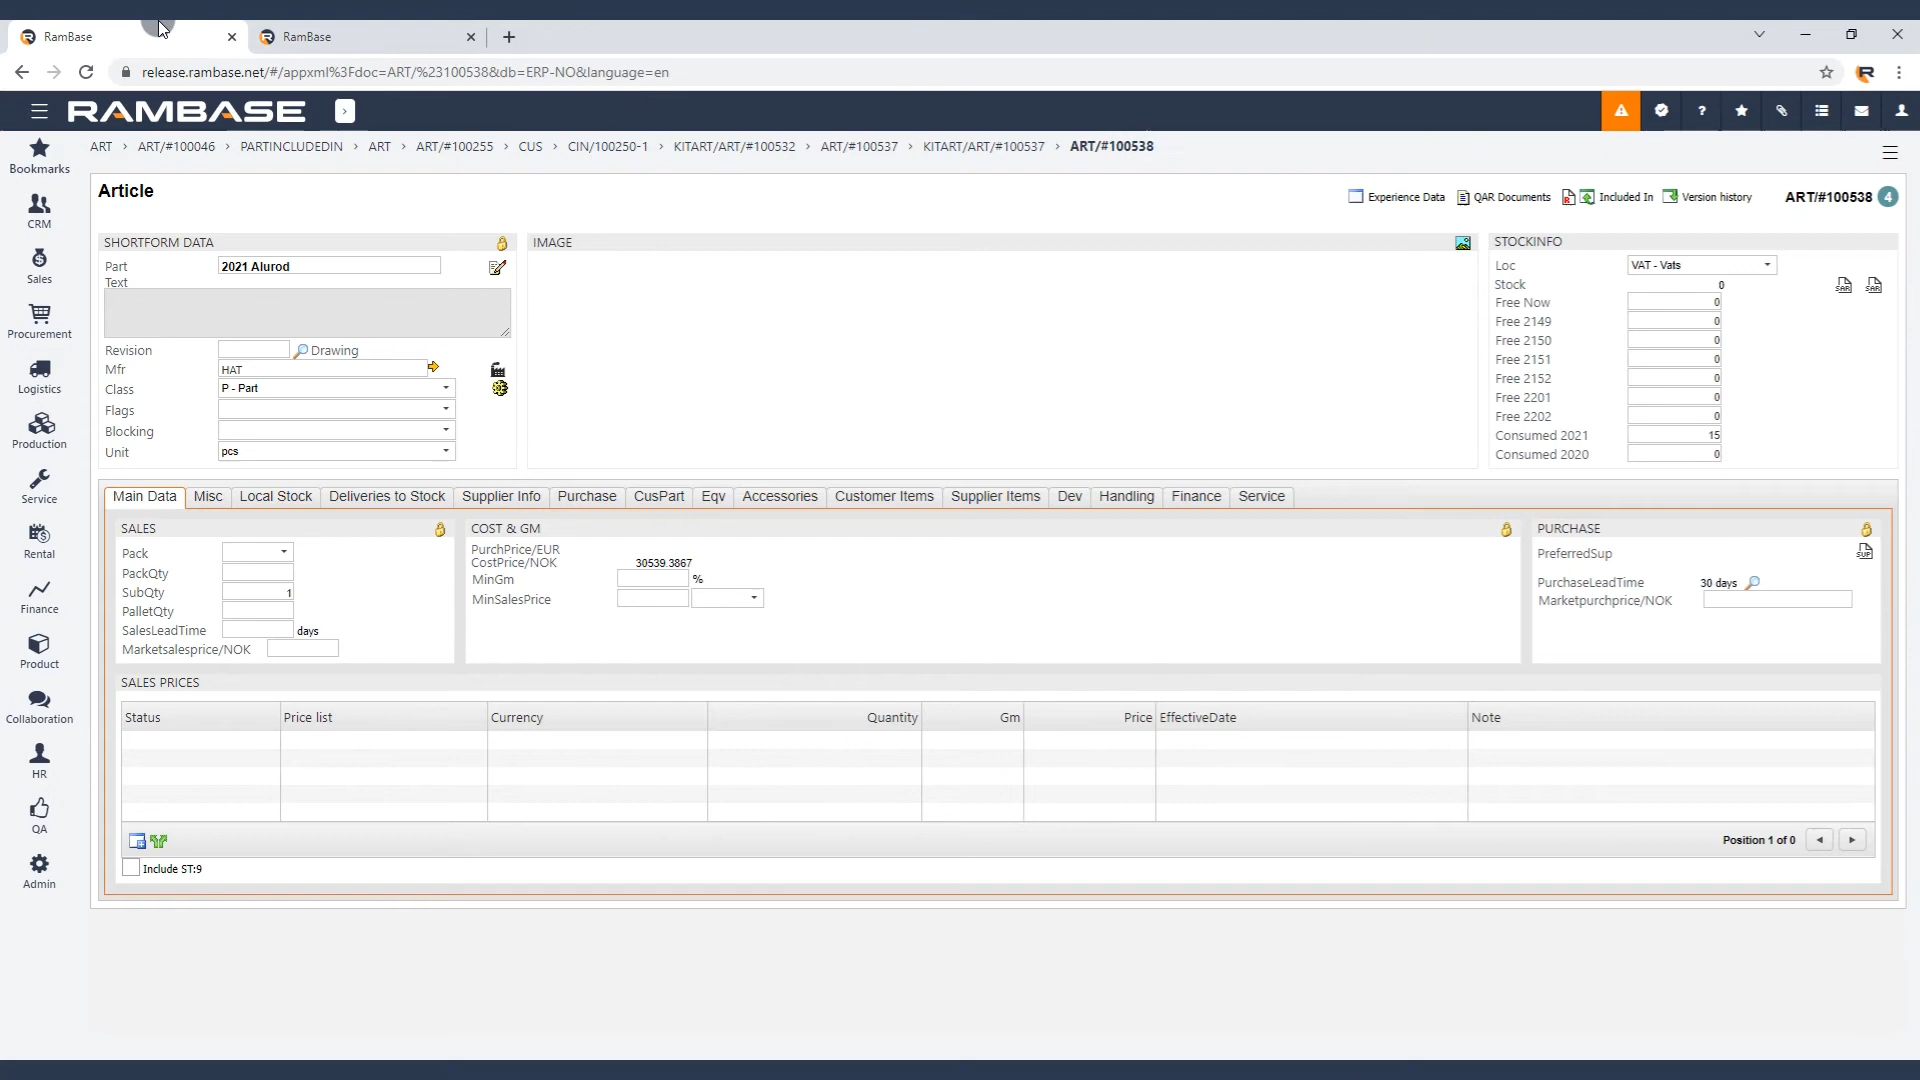 RamBase
RamBase
release.rambase.net/#/appxml%3Fdoc=ART/%23100538&db=ERP-NO&language=en
RAMBASE
ART › ART/#100046 › PARTINCLUDEDIN › ART › ART/#100255 › CUS › CIN/100250-1 › KITART/ART/#100532 › ART/#100537 › KITART/ART/#100537 › ART/#100538
Bookmarks
CRM
Sales
Procurement
Logistics
Production
Service
Rental
Finance
Product
Collaboration
HR
QA
Admin
Article
Experience Data QAR Documents Included In Version history ART/#100538 4
SHORTFORM DATA
Part 2021 Alurod
Text
Revision Drawing
Mfr HAT
Class P - Part
Flags
Blocking
Unit pcs
IMAGE
STOCKINFO
Loc VAT - Vats
Stock 0
Free Now 0
Free 2149 0
Free 2150 0
Free 2151 0
Free 2152 0
Free 2201 0
Free 2202 0
Consumed 2021 15
Consumed 2020 0
Main Data Misc Local Stock Deliveries to Stock Supplier Info Purchase CusPart Eqv Accessories Customer Items Supplier Items Dev Handling Finance Service
SALES
Pack
PackQty
SubQty 1
PalletQty
SalesLeadTime days
Marketsalesprice/NOK
COST & GM
PurchPrice/EUR
CostPrice/NOK 30539.3867
MinGm %
MinSalesPrice
PURCHASE
PreferredSup SUP
PurchaseLeadTime 30 days
Marketpurchprice/NOK
SALES PRICES
Status Price list Currency Quantity Gm Price EffectiveDate Note
Position 1 of 0
Include ST:9